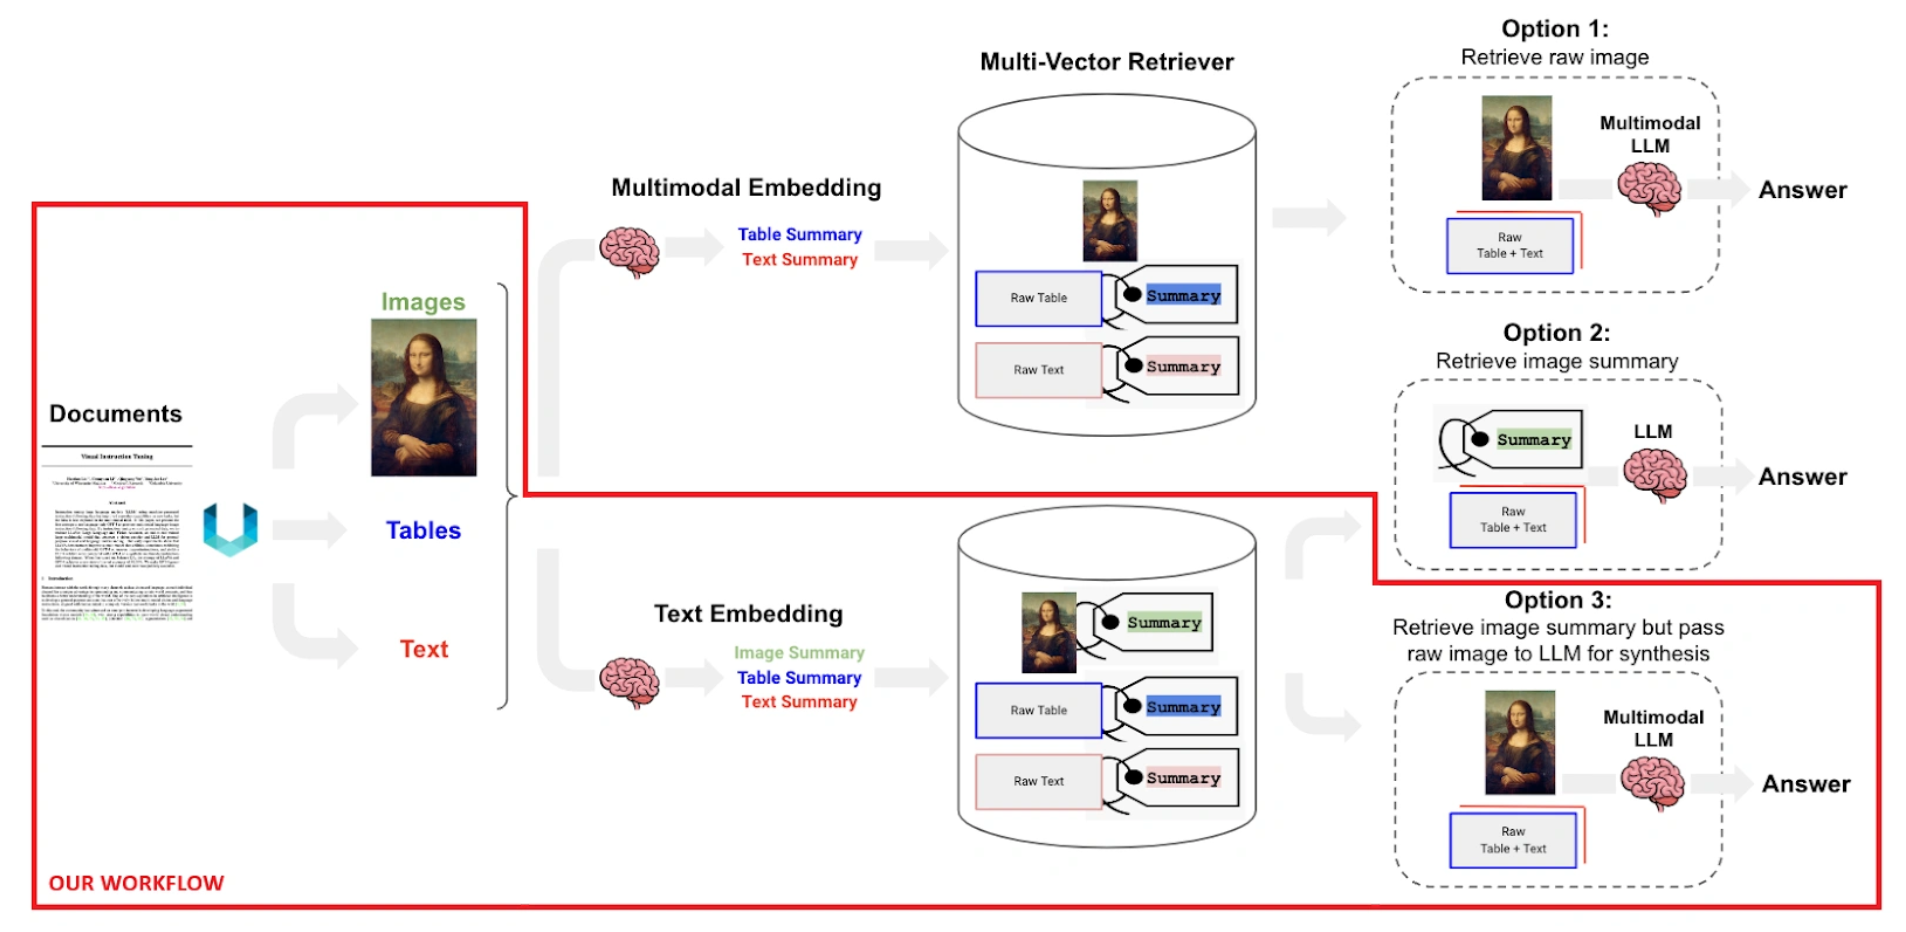 Documents
Visual Instruction Tuning
Images
Tables
Text
Multimodal Embedding
Table Summary
Text Summary
Multi-Vector Retriever
Raw Table
Summary
Raw Text
Summary
Option 1:
Retrieve raw image
Multimodal
LLM
Raw
Table + Text
Answer
Option 2:
Retrieve image summary
Summary
LLM
Raw
Table + Text
Answer
Text Embedding
Image Summary
Table Summary
Text Summary
Summary
Raw Table
Summary
Raw Text
Summary
Option 3:
Retrieve image summary but pass
raw image to LLM for synthesis
Multimodal
LLM
Raw
Table + Text
Answer
OUR WORKFLOW